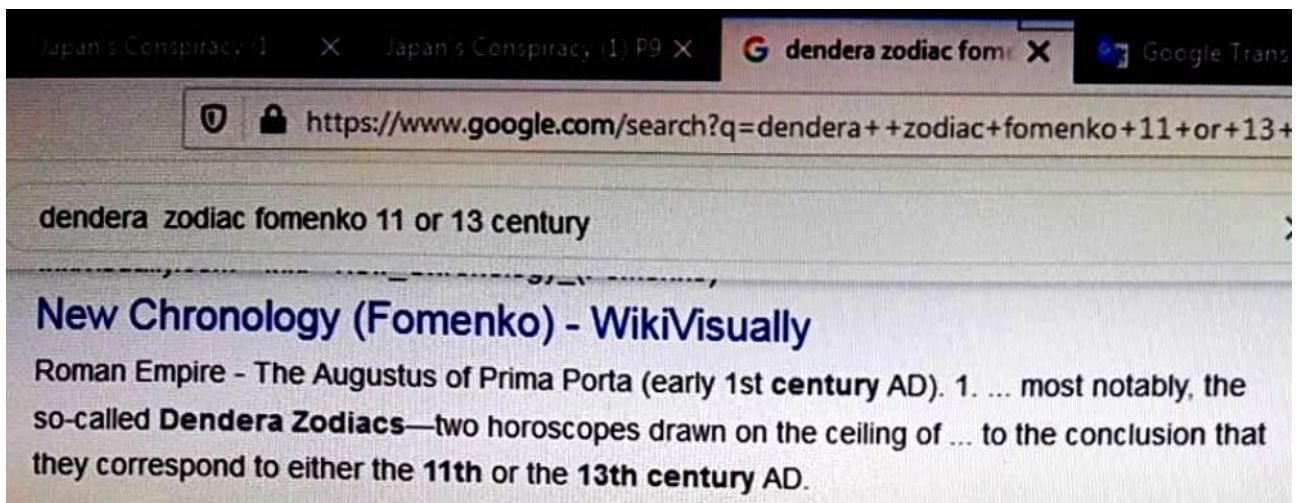 Japan's Conspiracy (1 Japan's Conspiracy (1) P9 dendera zodiac fome Google Trans
https://www.google.com/search?q=dendera++zodiac+fomenko+11+or+13+
dendera zodiac fomenko 11 or 13 century
New Chronology (Fomenko) - WikiVisually
Roman Empire - The Augustus of Prima Porta (early 1st century AD). 1. ... most notably, the
so-called Dendera Zodiacs—two horoscopes drawn on the ceiling of ... to the conclusion that
they correspond to either the 11th or the 13th century AD.